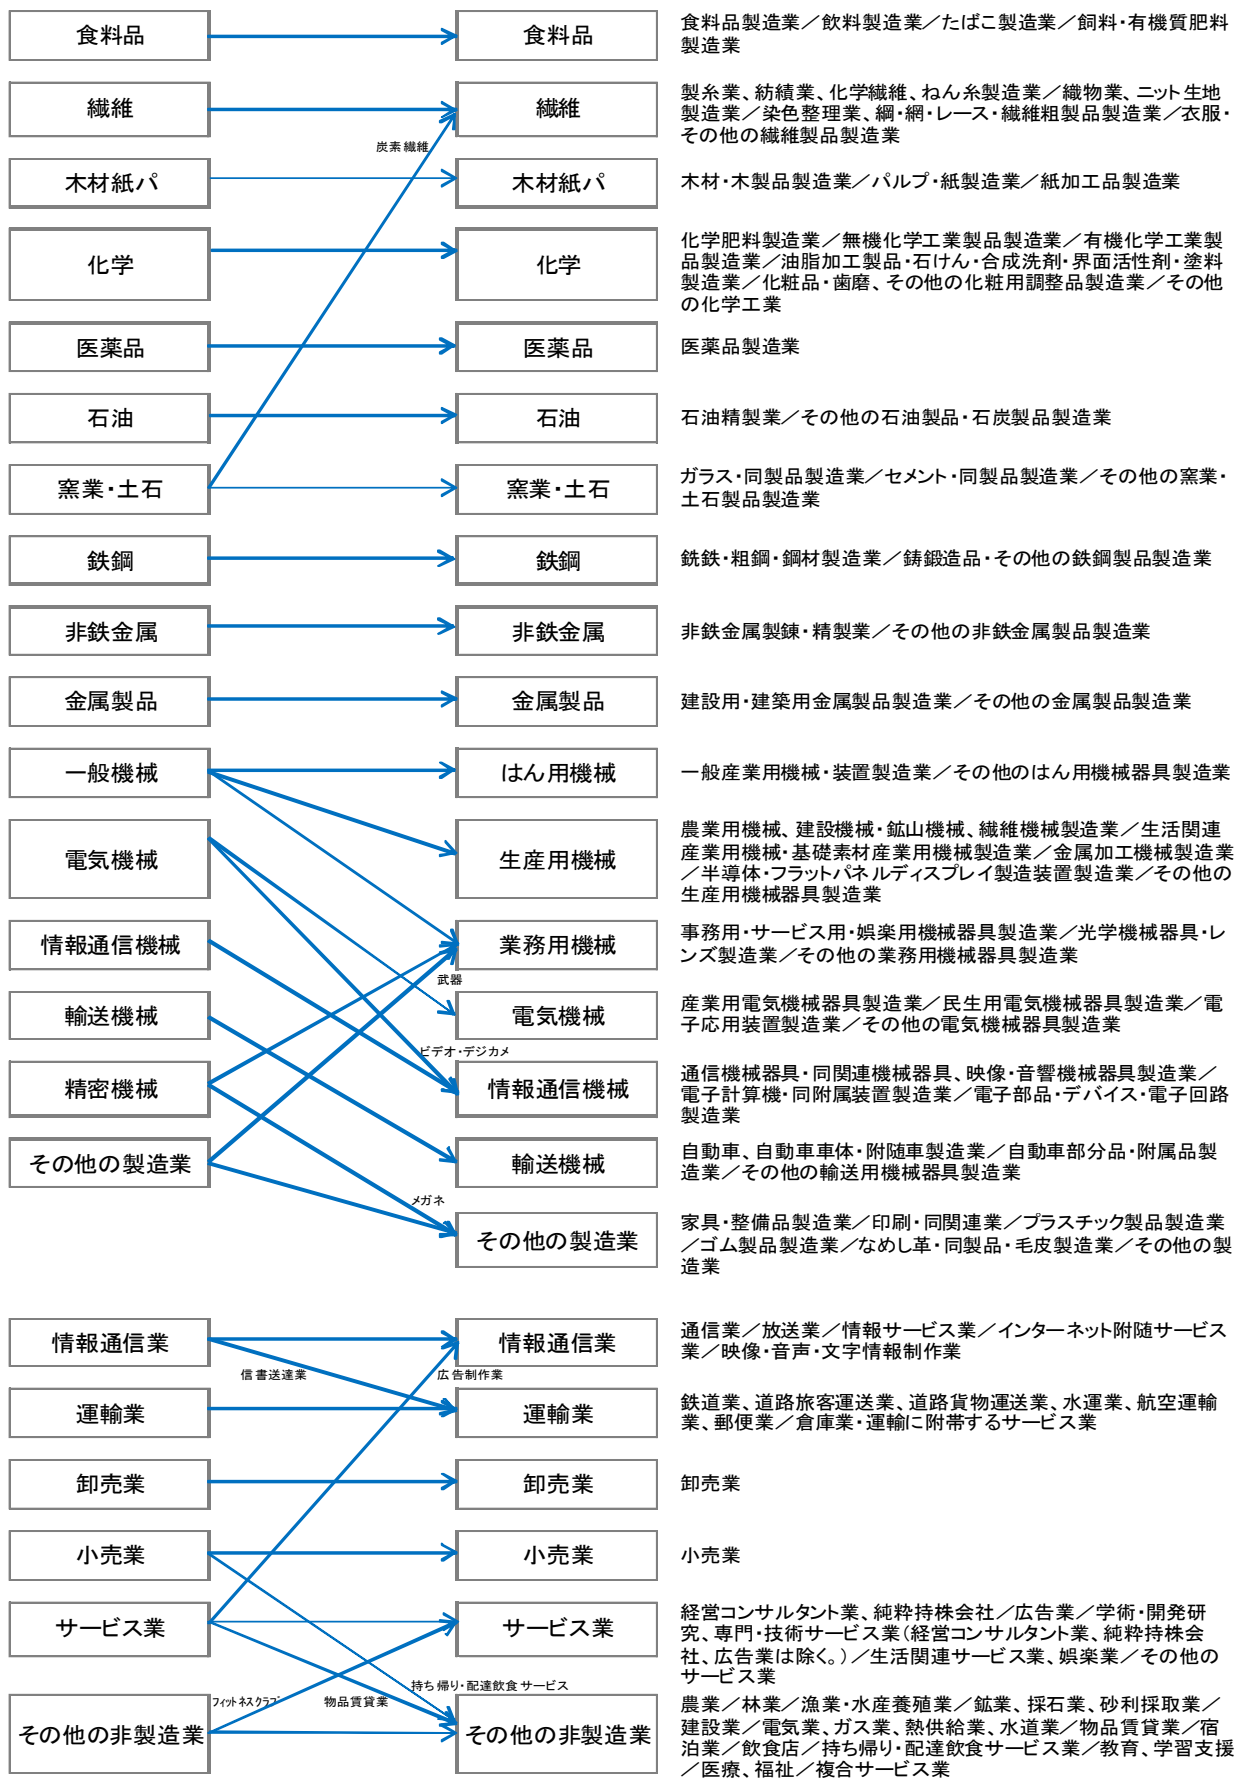 食料品
食料品
食料品製造業／飲料製造業／たばこ製造業／飼料・有機質肥料
製造業
繊維
繊維
製糸業、紡績業、化学繊維、ねん糸製造業／織物業、ニット生地
製造業／染色整理業、綱・網・レース・繊維粗製品製造業／衣服・
その他の繊維製品製造業
炭素繊維
木材紙パ
木材紙パ
木材・木製品製造業／パルプ・紙製造業／紙加工品製造業
化学
化学
化学肥料製造業／無機化学工業製品製造業／有機化学工業製
品製造業／油脂加工製品・石けん・合成洗剤・界面活性剤・塗料
製造業／化粧品・歯磨、その他の化粧用調整品製造業／その他
の化学工業
医薬品
医薬品
医薬品製造業
石油
石油
石油精製業／その他の石油製品・石炭製品製造業
窯業・土石
窯業・土石
ガラス・同製品製造業／セメント・同製品製造業／その他の窯業・
土石製品製造業
鉄鋼
鉄鋼
銑鉄・粗鋼・鋼材製造業／鋳鍛造品・その他の鉄鋼製品製造業
非鉄金属
非鉄金属
非鉄金属製錬・精製業／その他の非鉄金属製品製造業
金属製品
金属製品
建設用・建築用金属製品製造業／その他の金属製品製造業
一般機械
はん用機械
一般産業用機械・装置製造業／その他のはん用機械器具製造業
電気機械
生産用機械
農業用機械、建設機械・鉱山機械、繊維機械製造業／生活関連
産業用機械・基礎素材産業用機械製造業／金属加工機械製造業
／半導体・フラットパネルディスプレイ製造装置製造業／その他の
生産用機械器具製造業
情報通信機械
業務用機械
事務用・サービス用・娯楽用機械器具製造業／光学機械器具・レ
ンズ製造業／その他の業務用機械器具製造業
武器
輸送機械
電気機械
産業用電気機械器具製造業／民生用電気機械器具製造業／電
子応用装置製造業／その他の電気機械器具製造業
ビデオ・デジカメ
精密機械
情報通信機械
通信機械器具・同関連機械器具、映像・音響機械器具製造業／
電子計算機・同附属装置製造業／電子部品・デバイス・電子回路
製造業
その他の製造業
輸送機械
自動車、自動車車体・附随車製造業／自動車部分品・附属品製
造業／その他の輸送用機械器具製造業
メガネ
その他の製造業
家具・整備品製造業／印刷・同関連業／プラスチック製品製造業
／ゴム製品製造業／なめし革・同製品・毛皮製造業／その他の製
造業
情報通信業
情報通信業
通信業／放送業／情報サービス業／インターネット附随サービス
業／映像・音声・文字情報制作業
信書送達業
広告制作業
運輸業
運輸業
鉄道業、道路旅客運送業、道路貨物運送業、水運業、航空運輸
業、郵便業／倉庫業・運輸に附帯するサービス業
卸売業
卸売業
卸売業
小売業
小売業
小売業
サービス業
サービス業
経営コンサルタント業、純粋持株会社／広告業／学術・開発研
究、専門・技術サービス業（経営コンサルタント業、純粋持株会
社、広告業は除く。）／生活関連サービス業、娯楽業／その他の
サービス業
持ち帰り・配達飲食サービス
フィットネスクラブ
物品賃貸業
その他の非製造業
その他の非製造業
農業／林業／漁業・水産養殖業／鉱業、採石業、砂利採取業／
建設業／電気業、ガス業、熱供給業、水道業／物品賃貸業／宿
泊業／飲食店／持ち帰り・配達飲食サービス業／教育、学習支援
／医療、福祉／複合サービス業